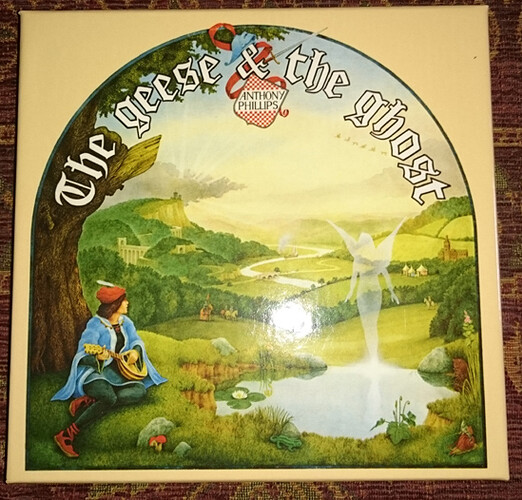 The geese & the ghost
ANTHONY
PHILLIPS